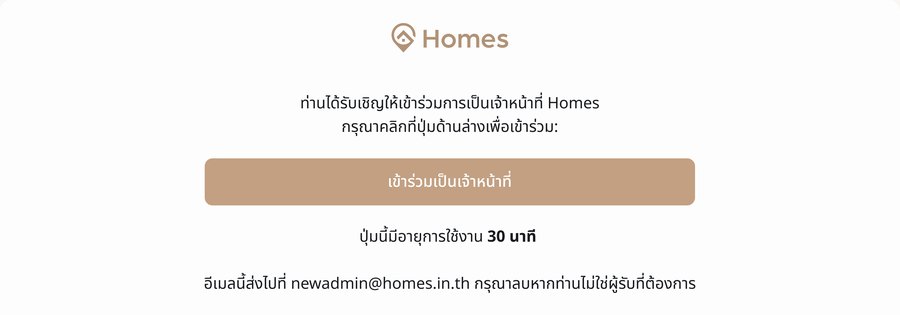 Homes
ท่านได้รับเชิญให้เข้าร่วมการเป็นเจ้าหน้าที่ Homes
กรุณาคลิกที่ปุ่มด้านล่างเพื่อเข้าร่วม:
เข้าร่วมเป็นเจ้าหน้าที่
ปุ่มนี้มีอายุการใช้งาน 30 นาที
อีเมลนี้ส่งไปที่ newadmin@homes.in.th กรุณาลบหากท่านไม่ใช่ผู้รับที่ต้องการ